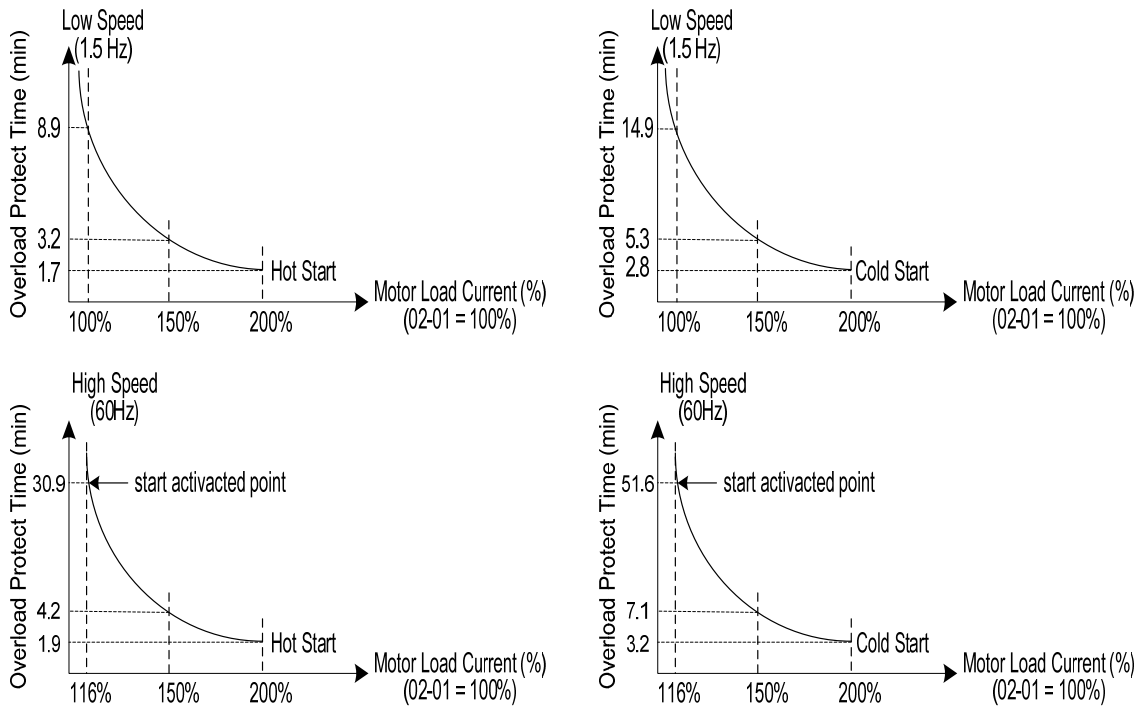 Low Speed
(1.5 Hz)
Overload Protect Time (min)
8.9
3.2
1.7
Hot Start
100%
150%
200%
Motor Load Current (%)
(02-01 = 100%)
Low Speed
(1.5 Hz)
Overload Protect Time (min)
14.9
5.3
2.8
Cold Start
100%
150%
200%
Motor Load Current (%)
(02-01 = 100%)
High Speed
(60Hz)
Overload Protect Time (min)
30.9
start activacted point
4.2
1.9
Hot Start
116%
150%
200%
Motor Load Current (%)
(02-01 = 100%)
High Speed
(60Hz)
Overload Protect Time (min)
51.6
start activacted point
7.1
3.2
Cold Start
116%
150%
200%
Motor Load Current (%)
(02-01 = 100%)